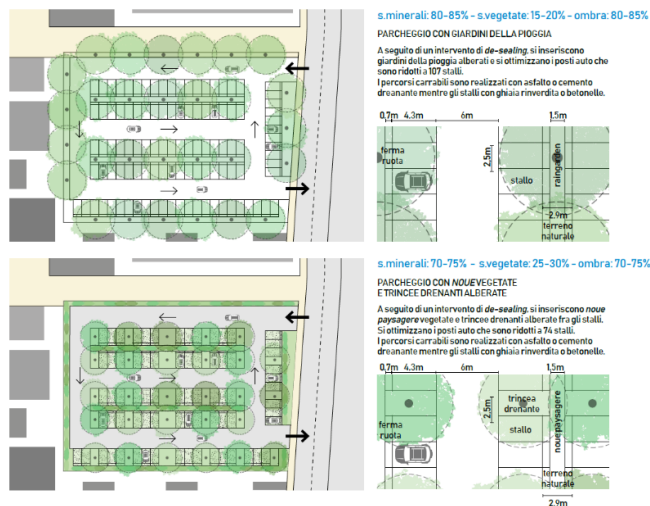 s.minerali: 80-85% - s.vegetate: 15-20% - ombra: 80-85%
PARCHEGGIO CON GIARDINI DELLA PIOGGIA
A seguito di un intervento di de-sealing, si inseriscono
giardini della pioggia alberati e si ottimizzano i posti auto che
sono ridotti a 107 stalli.
I percorsi carrabili sono realizzati con asfalto o cemento
dreanante mentre gli stalli con ghiaia rinverdita o betonelle.
0,7m 4.3m 6m 1.5m
ferma
ruota
2,5m
stallo
raingarden
2.9m
terreno
naturale
s.minerali: 70-75% - s.vegetate: 25-30% - ombra: 70-75%
PARCHEGGIO CON NOUE VEGETATE
E TRINCEE DRENANTI ALBERATE
A seguito di un intervento di de-sealing, si inseriscono noue
paysagere vegetate e trincee drenanti alberate fra gli stalli.
Si ottimizzano i posti auto che sono ridotti a 74 stalli.
I percorsi carrabili sono realizzati con asfalto o cemento
dreanante mentre gli stalli con ghiaia rinverdita o betonelle.
0,7m 4.3m 6m 1.5m
ferma
ruota
2,5m
trincea
drenante
stallo
noue paysagere
terreno
naturale
2.9m